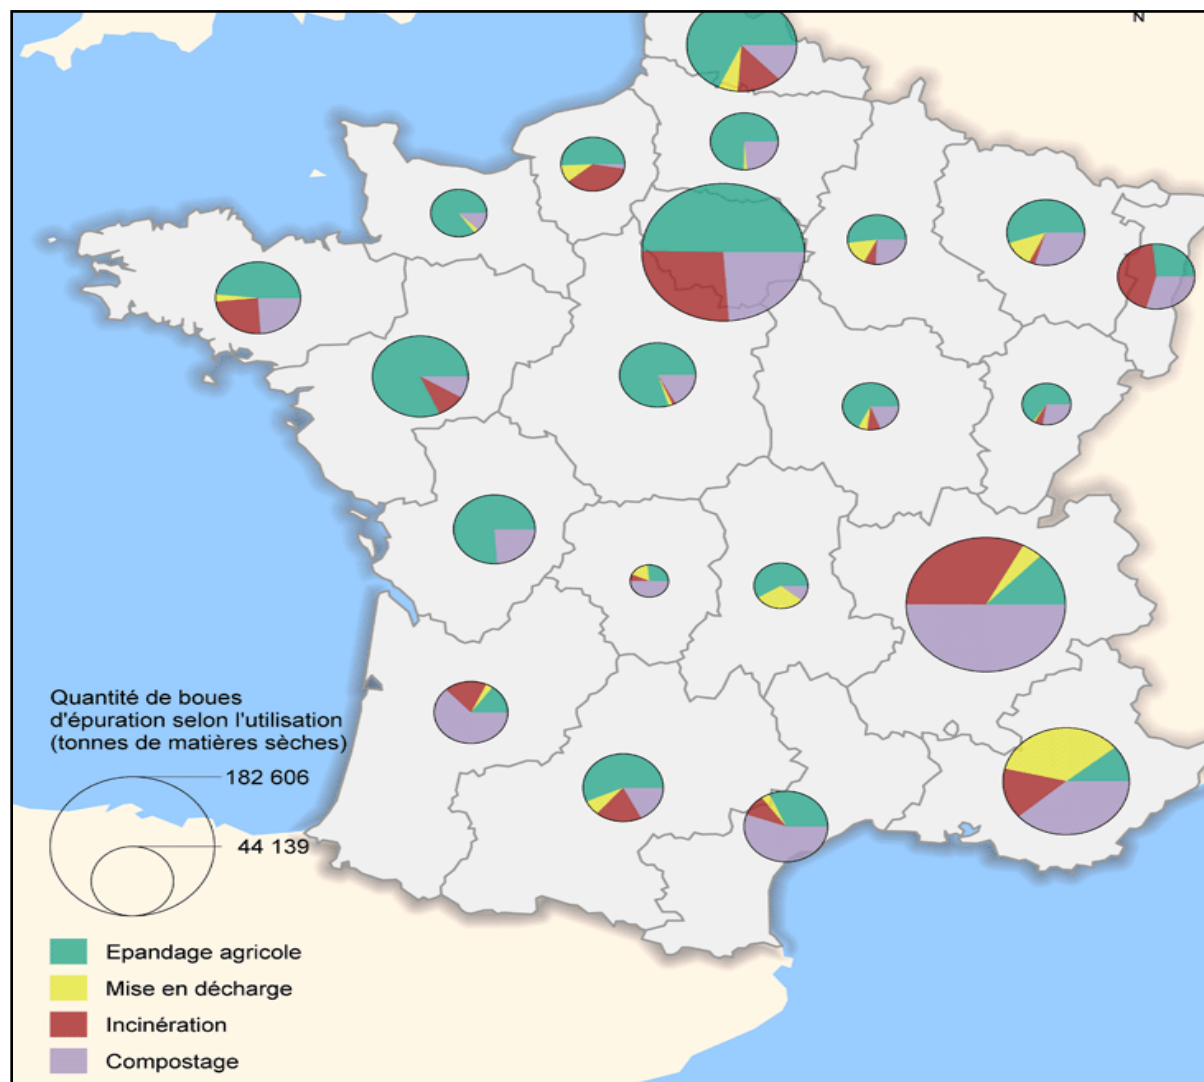 N
Quantité de boues
d'épuration selon l'utilisation
(tonnes de matières sèches)
182 606
44 139
Epandage agricole
Mise en décharge
Incinération
Compostage